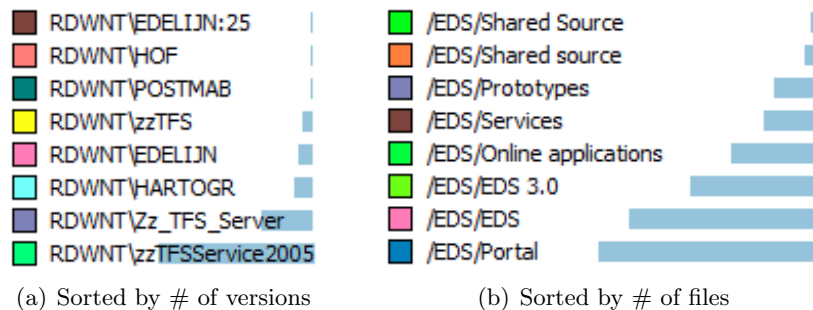 RDWNT\EDELIJN:25
RDWNT\HOF
RDWNT\POSTMAB
RDWNT\zzTFS
RDWNT\EDELIJN
RDWNT\HARTOGR
RDWNT\Zz_TFS_Server
RDWNT\zzTFSService2005
(a) Sorted by # of versions
/EDS/Shared Source
/EDS/Shared source
/EDS/Prototypes
/EDS/Services
/EDS/Online applications
/EDS/EDS 3.0
/EDS/EDS
/EDS/Portal
(b) Sorted by # of files